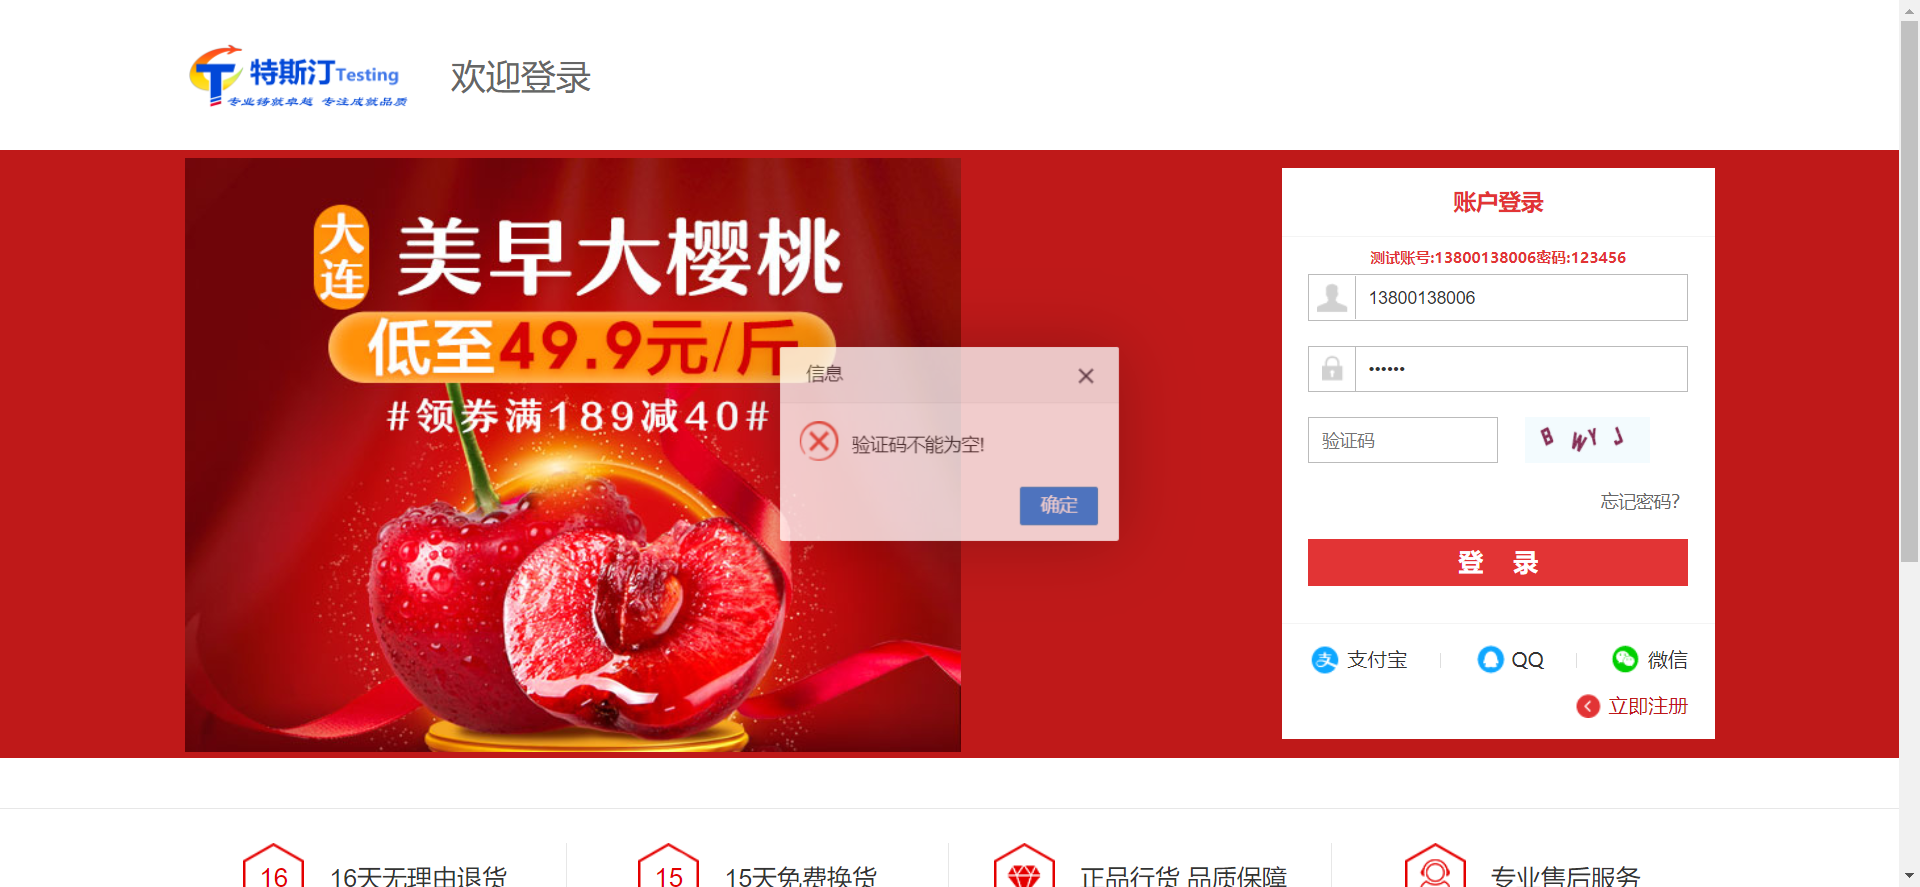 特斯汀Testing
专业铸就卓越 专注成就品质
欢迎登录
大连
美早大樱桃
低至49.9元/斤
#领券满189减40#
信息
验证码不能为空!
确定
账户登录
测试账号:13800138006密码:123456
13800138006
••••••
验证码
B W Y J
忘记密码?
登 录
支付宝
QQ
微信
立即注册
16
16天无理由退货
15
15天免费换货
正品行货 品质保障
专业售后服务